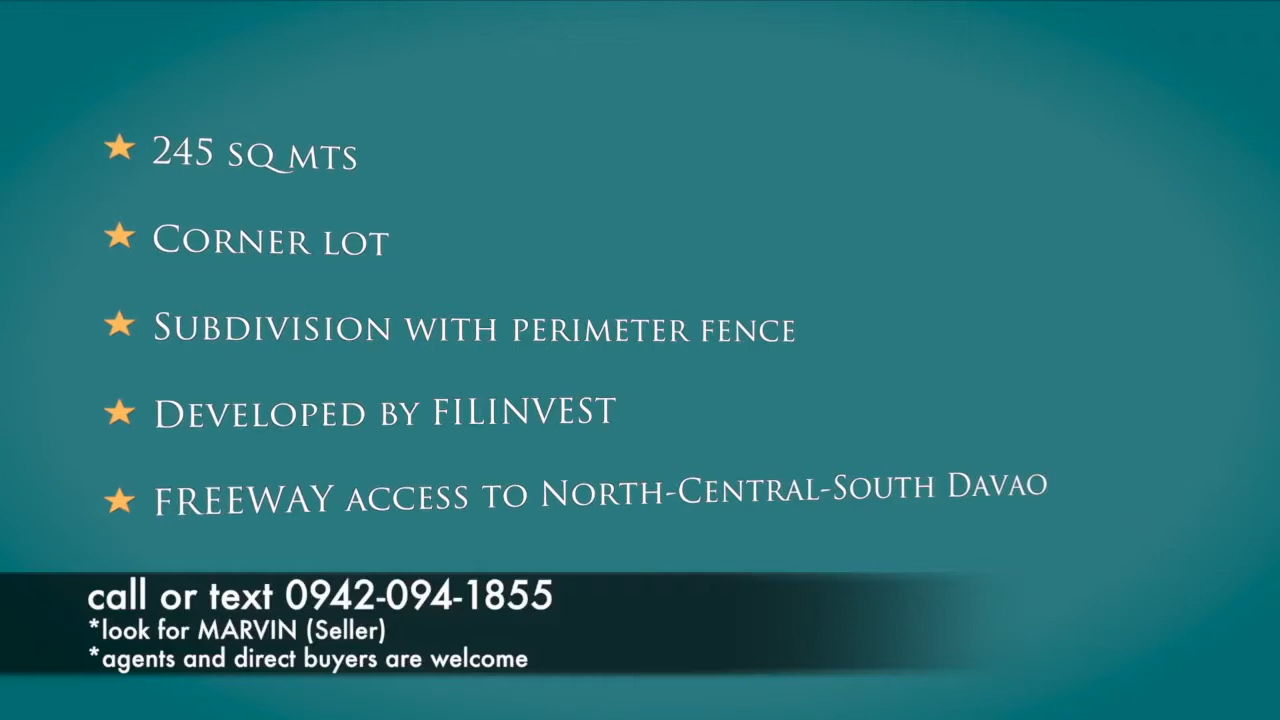 245 SQ MTS
CORNER LOT
SUBDIVISION WITH PERIMETER FENCE
DEVELOPED BY FILINVEST
FREEWAY ACCESS TO NORTH-CENTRAL-SOUTH DAVAO
call or text 0942-094-1855
*look for MARVIN (Seller)
*agents and direct buyers are welcome